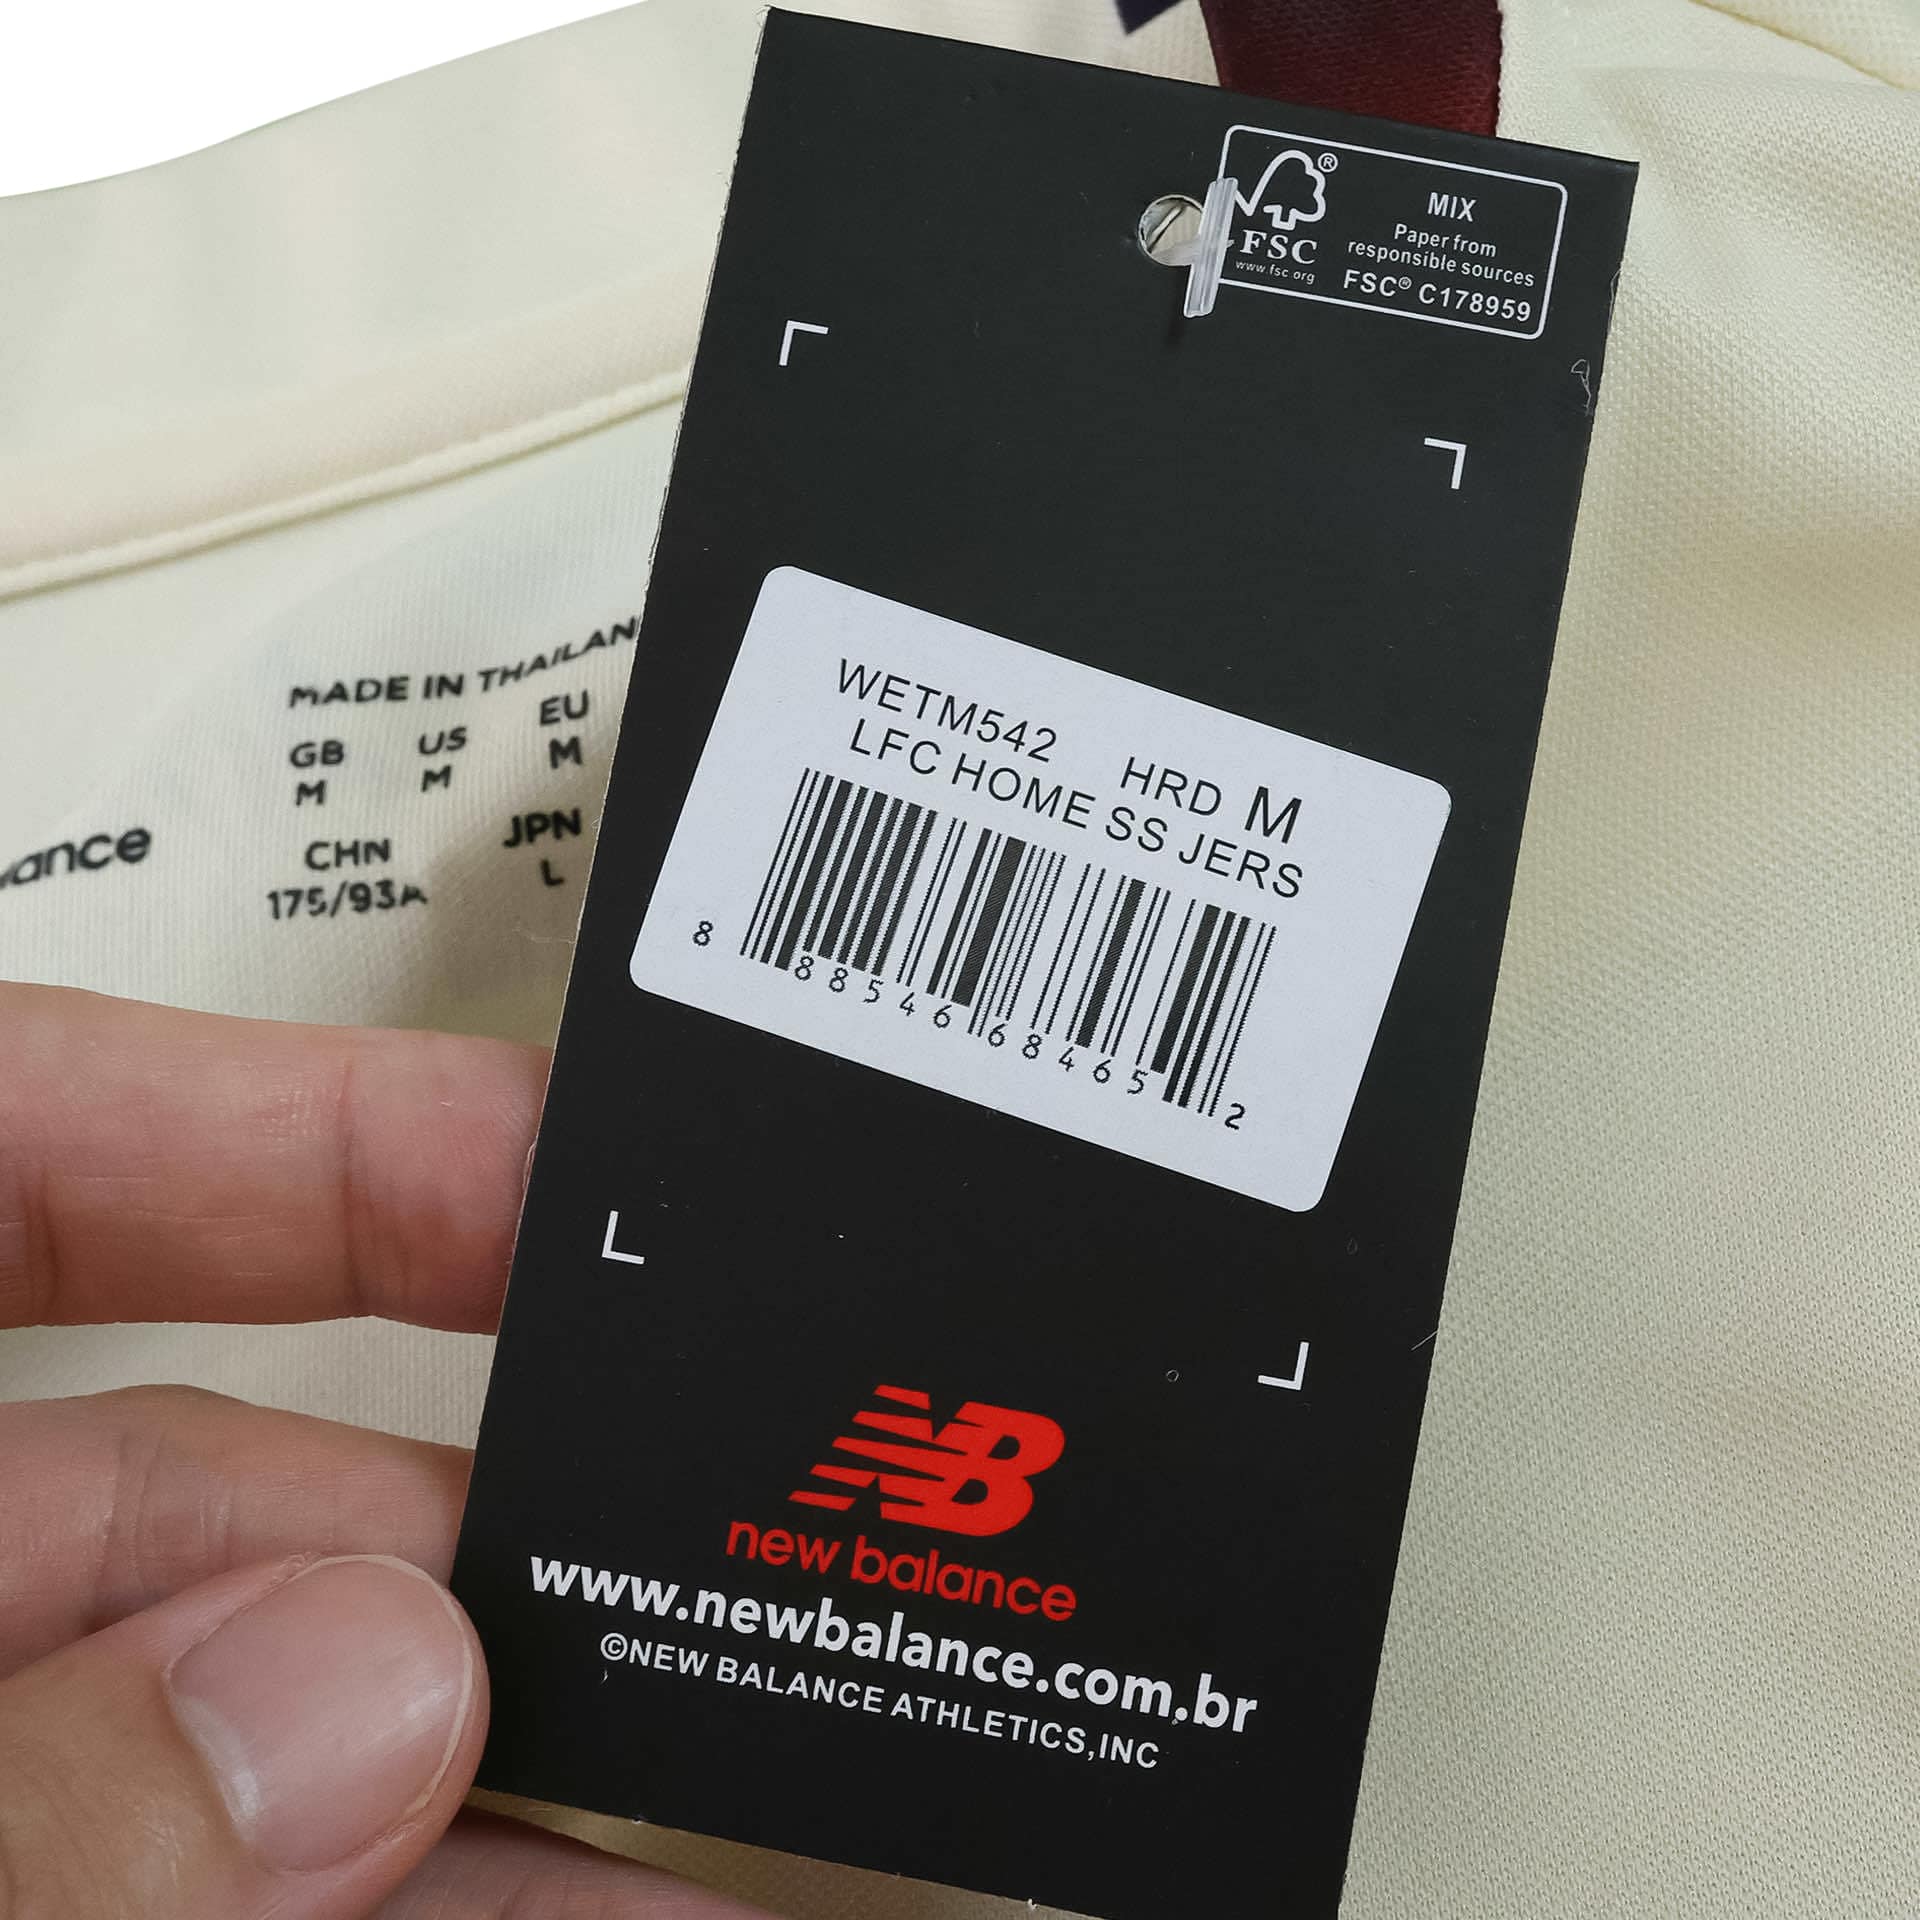 MIX
Paper from
responsible sources
FSC® C178959
FSC
www.fsc.org
WETM542 HRD M
LFC HOME SS JERS
8 88546 68465 2
NB
new balance
www.newbalance.com.br
©NEW BALANCE ATHLETICS,INC
MADE IN THAILAN
GB US EU
M M M
CHN JPN
175/93A L
ance